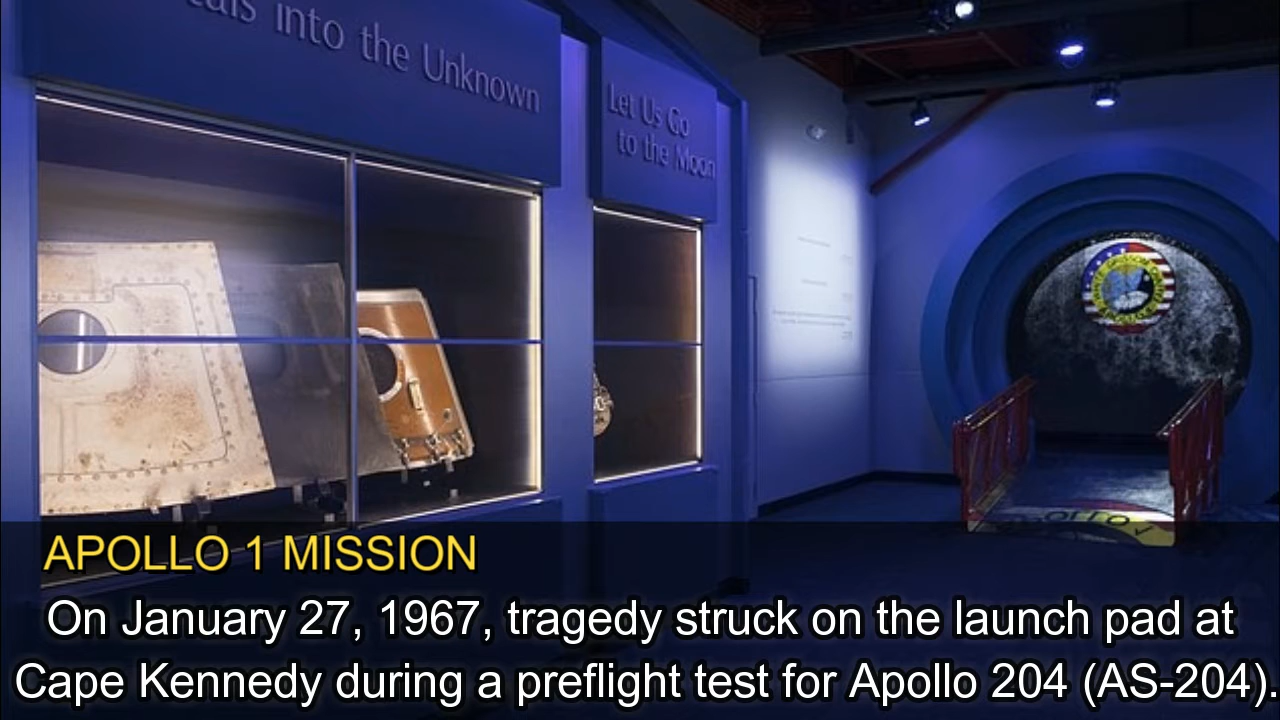 into the Unknown
Let Us Go
to the Moon
APOLLO 1 MISSION
On January 27, 1967, tragedy struck on the launch pad at
Cape Kennedy during a preflight test for Apollo 204 (AS-204).